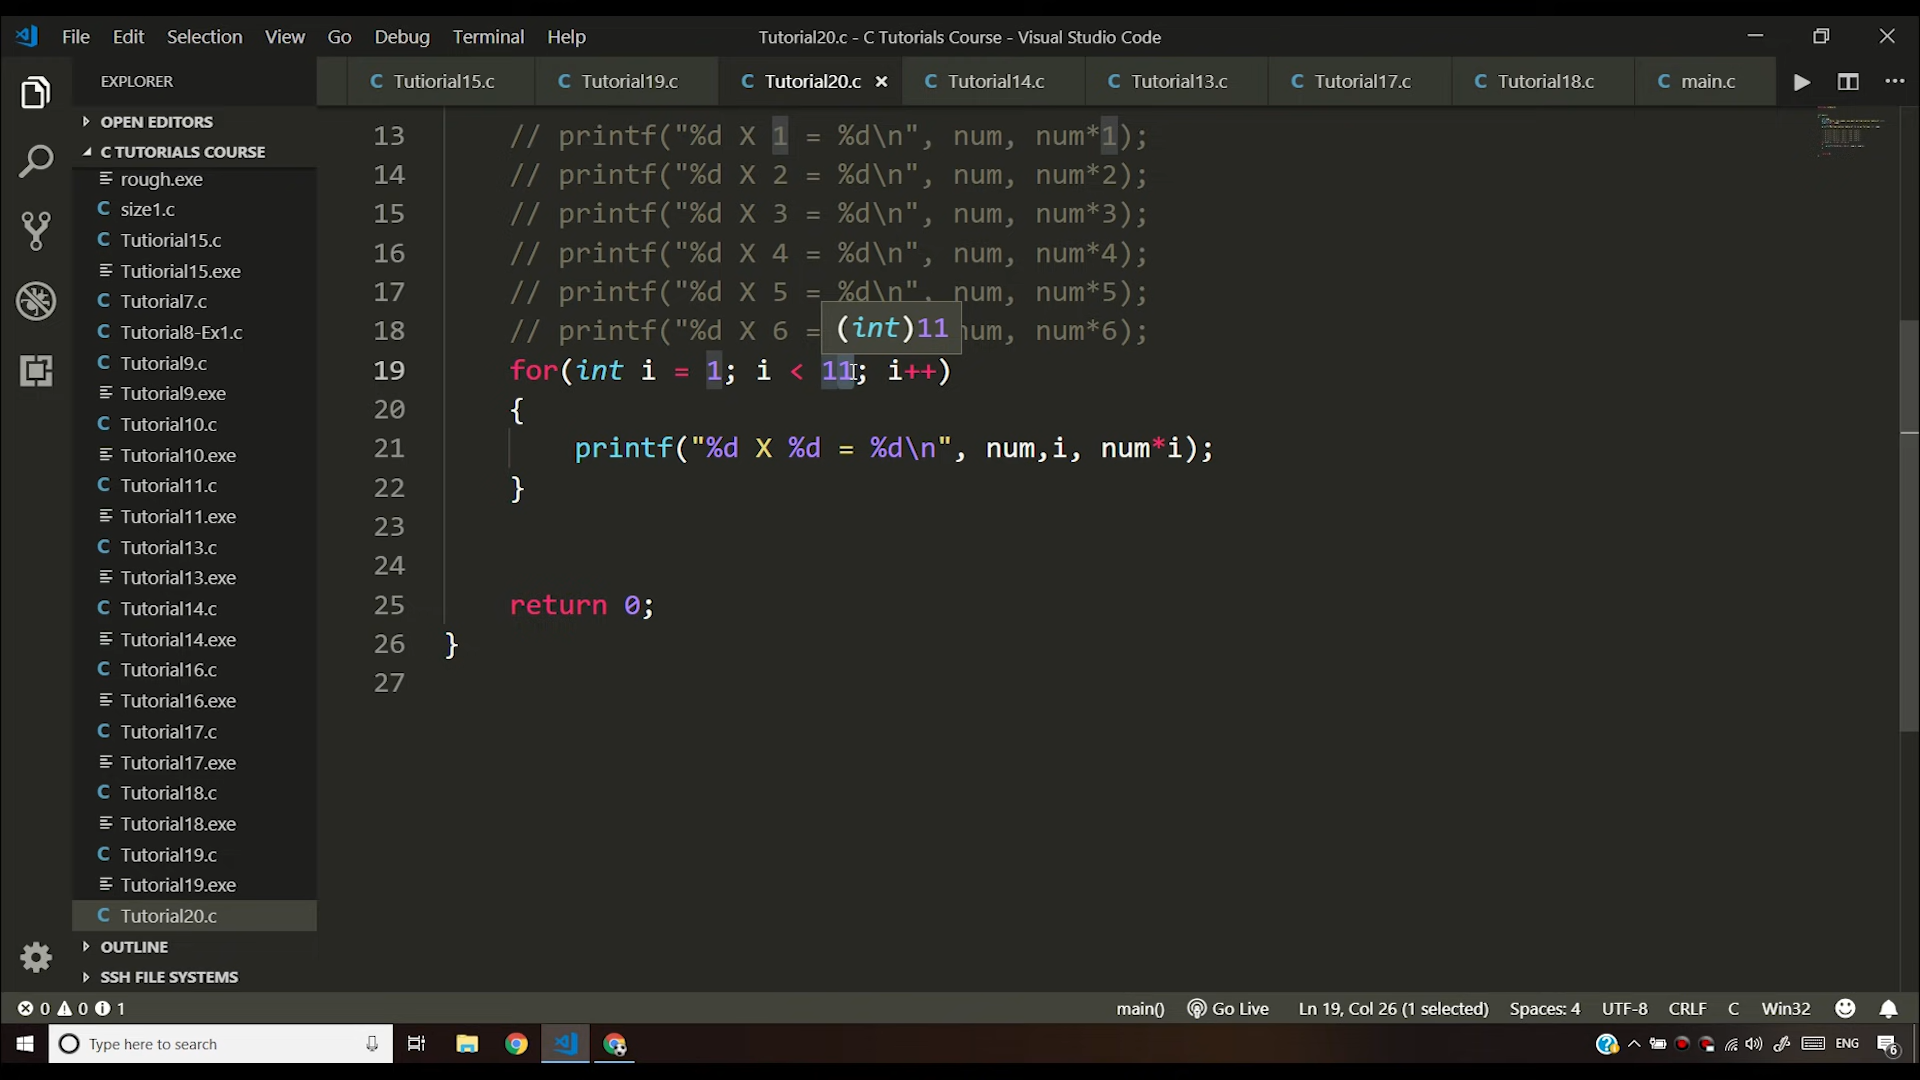 File Edit Selection View Go Debug Terminal Help Tutorial20.c - C Tutorials Course - Visual Studio Code
EXPLORER
Tutiorial15.c Tutorial19.c Tutorial20.c Tutorial14.c Tutorial13.c Tutorial17.c Tutorial18.c main.c
OPEN EDITORS
C TUTORIALS COURSE
rough.exe
size1.c
Tutiorial15.c
Tutiorial15.exe
Tutorial7.c
Tutorial8-Ex1.c
Tutorial9.c
Tutorial9.exe
Tutorial10.c
Tutorial10.exe
Tutorial11.c
Tutorial11.exe
Tutorial13.c
Tutorial13.exe
Tutorial14.c
Tutorial14.exe
Tutorial16.c
Tutorial16.exe
Tutorial17.c
Tutorial17.exe
Tutorial18.c
Tutorial18.exe
Tutorial19.c
Tutorial19.exe
Tutorial20.c
OUTLINE
SSH FILE SYSTEMS
13 // printf("%d X 1 = %d\n", num, num*1);
14 // printf("%d X 2 = %d\n", num, num*2);
15 // printf("%d X 3 = %d\n", num, num*3);
16 // printf("%d X 4 = %d\n", num, num*4);
17 // printf("%d X 5 = %d\n", num, num*5);
18 // printf("%d X 6 = num, num*6);
(int)11
19 for(int i = 1; i < 11; i++)
20 {
21 printf("%d X %d = %d\n", num,i, num*i);
22 }
23
24
25 return 0;
26 }
27
0 0 1 main() Go Live Ln 19, Col 26 (1 selected) Spaces: 4 UTF-8 CRLF C Win32
Type here to search ENG 6